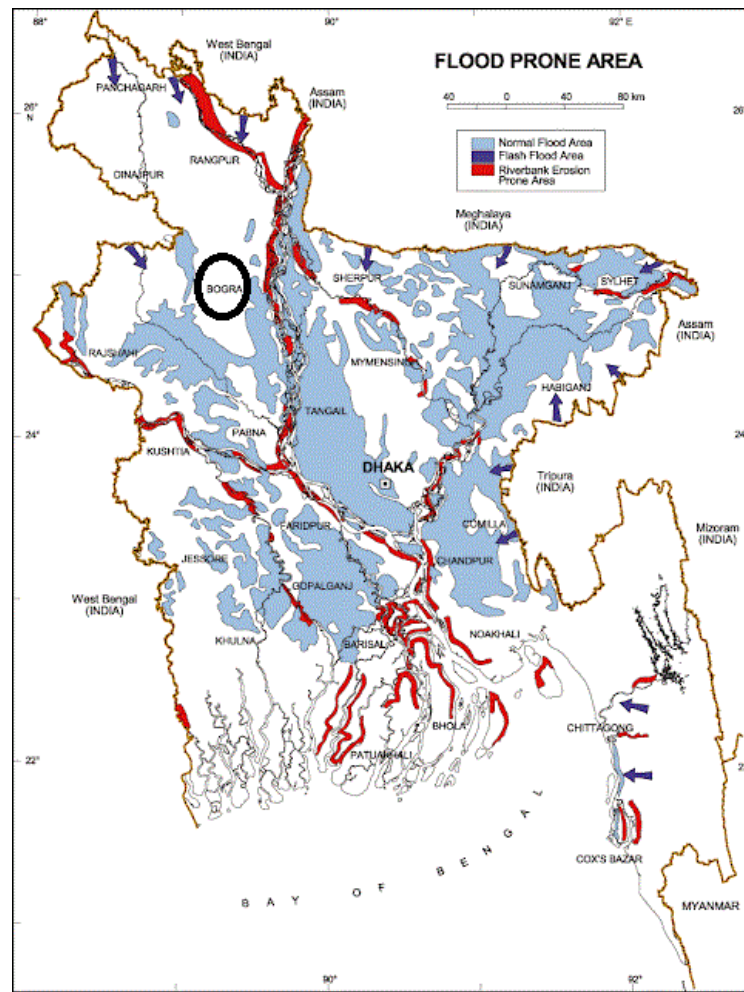 88°
90
92 E
West Bengal
(INDIA)
FLOOD PRONE AREA
PANCHAGARH
Assam
(INDIA)
40 0 40 80 km
26°
N
26°
Normal Flood Area
Flash Flood Area
Riverbank Erosion
Prone Area
RANGPUR
DINAJPUR
Meghalaya
(INDIA)
SHERPUR
SUNAMGANJ
SYLHET
BOGRA
Assam
(INDIA)
RAJSHAHI
MYMENSINGH
HABIGANJ
TANGAIL
24°
PABNA
KUSHTIA
DHAKA
Tripura
(INDIA)
FARIDPUR
COMILLA
Mizoram
(INDIA)
JESSORE
CHANDPUR
GOPALGANJ
West Bengal
(INDIA)
KHULNA
BARISAL
NOAKHALI
BHOLA
CHITTAGONG
PATUAKHALI
22°
COX'S BAZAR
BAY OF BENGAL
MYANMAR
90°
92°